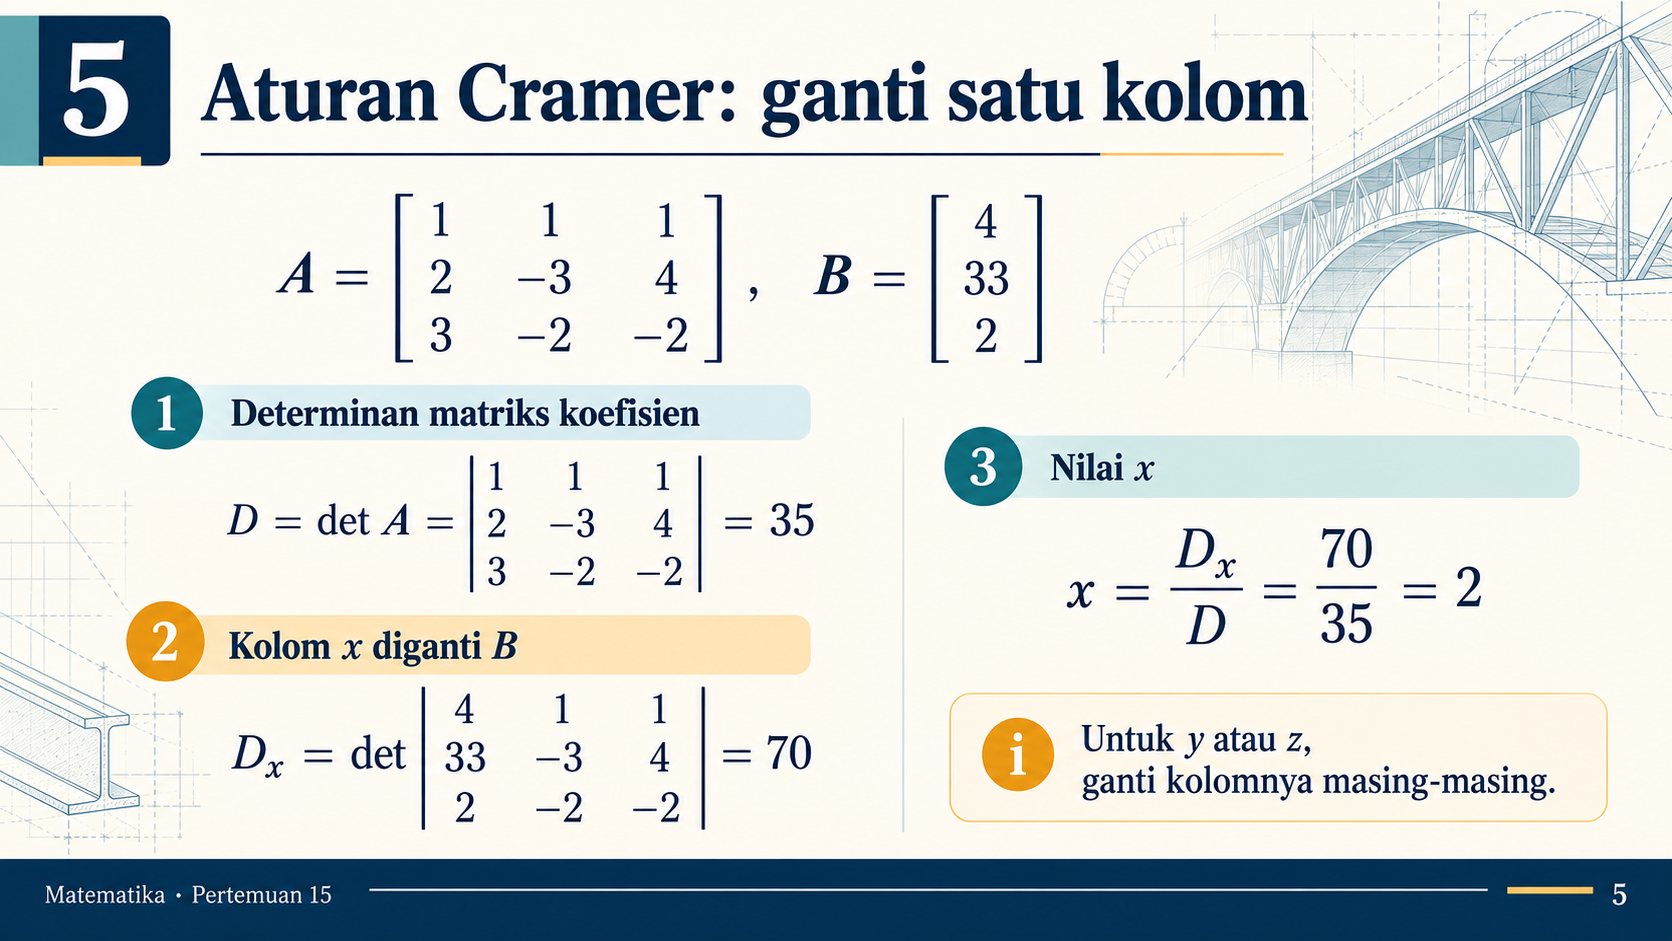 5
Aturan Cramer: ganti satu kolom
A = [ 1 1 1
2 −3 4
3 −2 −2 ] , B = [ 4
33
2 ]
1 Determinan matriks koefisien
D = det A = | 1 1 1
2 −3 4
3 −2 −2 | = 35
2 Kolom x diganti B
Dx = det | 4 1 1
33 −3 4
2 −2 −2 | = 70
3 Nilai x
x = Dx / D = 70 / 35 = 2
i
Untuk y atau z,
ganti kolomnya masing-masing.
Matematika • Pertemuan 15
5